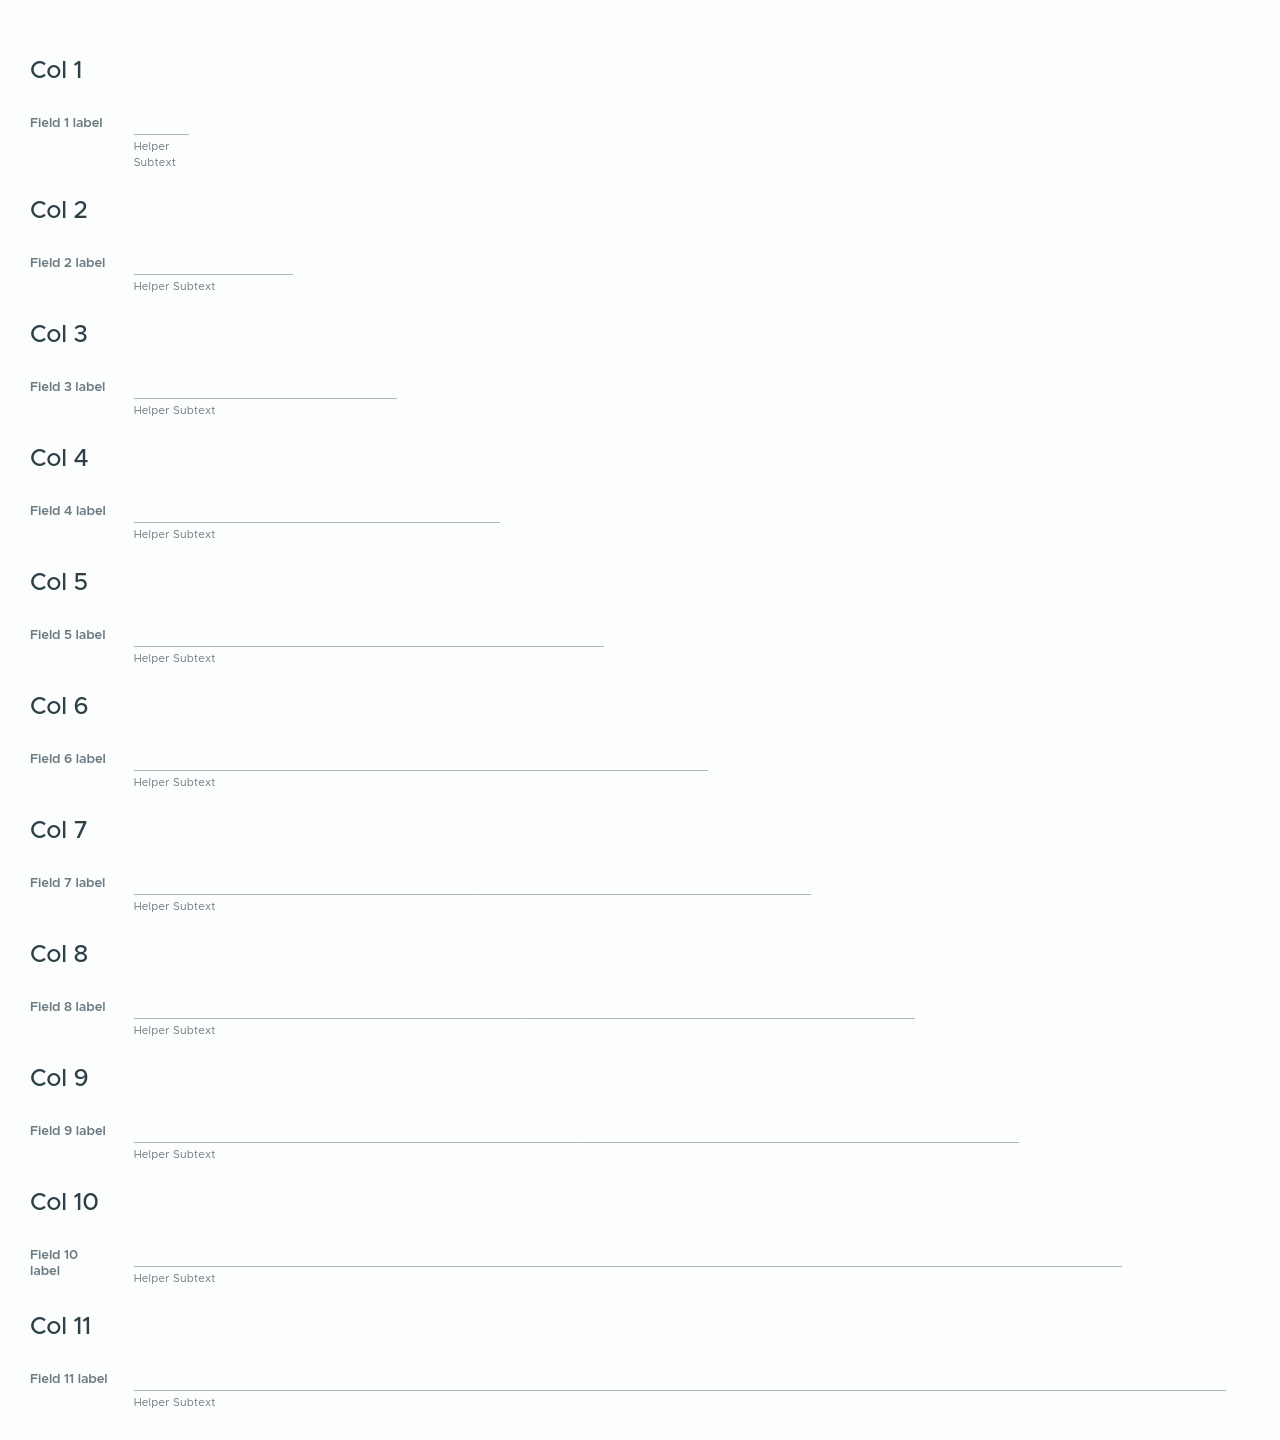 Col 1
Field 1 label
Helper
Subtext
Col 2
Field 2 label
Helper Subtext
Col 3
Field 3 label
Helper Subtext
Col 4
Field 4 label
Helper Subtext
Col 5
Field 5 label
Helper Subtext
Col 6
Field 6 label
Helper Subtext
Col 7
Field 7 label
Helper Subtext
Col 8
Field 8 label
Helper Subtext
Col 9
Field 9 label
Helper Subtext
Col 10
Field 10
label
Helper Subtext
Col 11
Field 11 label
Helper Subtext